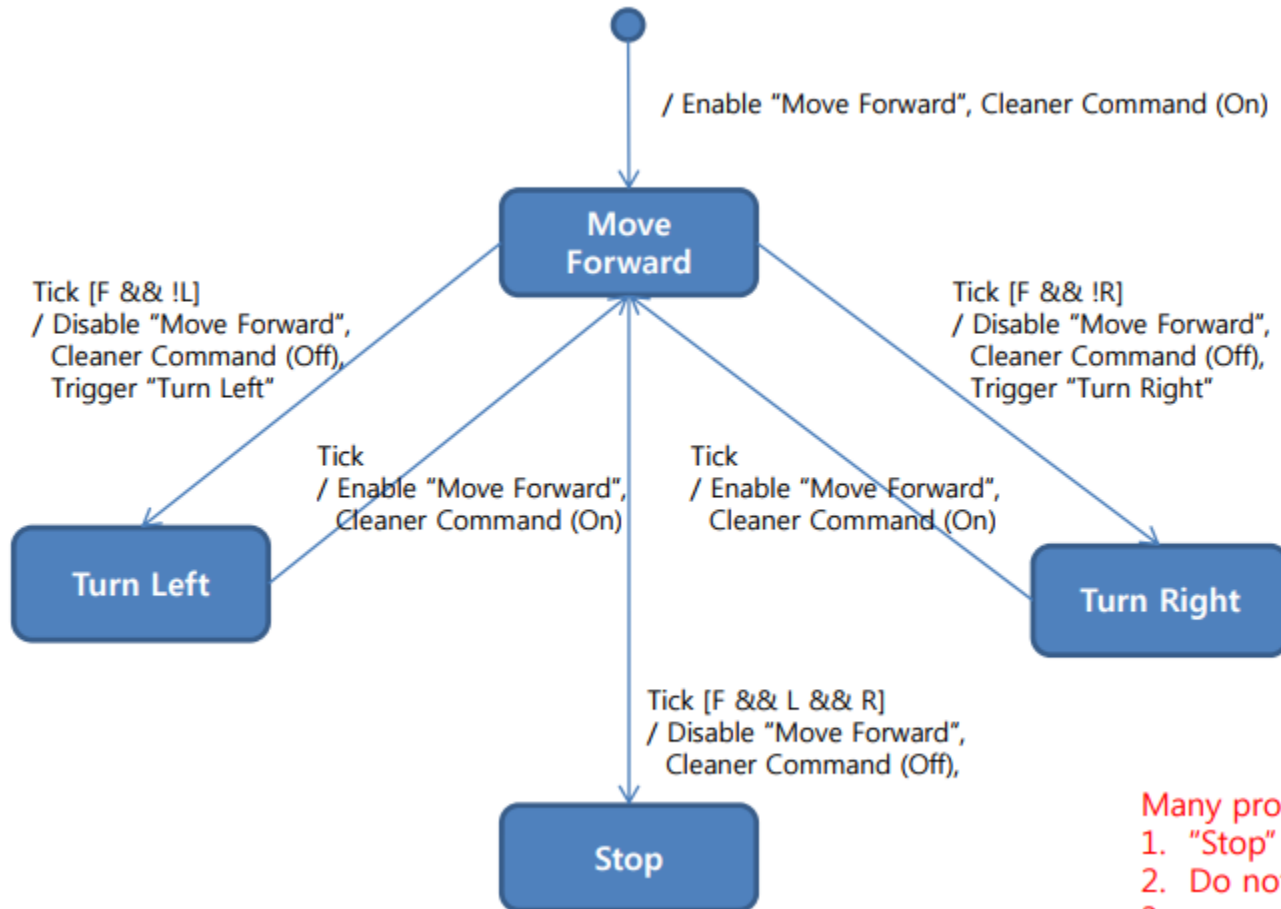 / Enable “Move Forward”, Cleaner Command (On)
Move
Forward
Tick [F && !L]
/ Disable “Move Forward”,
Cleaner Command (Off),
Trigger “Turn Left”
Tick [F && !R]
/ Disable “Move Forward”,
Cleaner Command (Off),
Trigger “Turn Right”
Tick
/ Enable “Move Forward”,
Cleaner Command (On)
Tick
/ Enable “Move Forward”,
Cleaner Command (On)
Turn Left
Turn Right
Tick [F && L && R]
/ Disable “Move Forward”,
Cleaner Command (Off),
Stop
Many pro
1. “Stop”
2. Do no